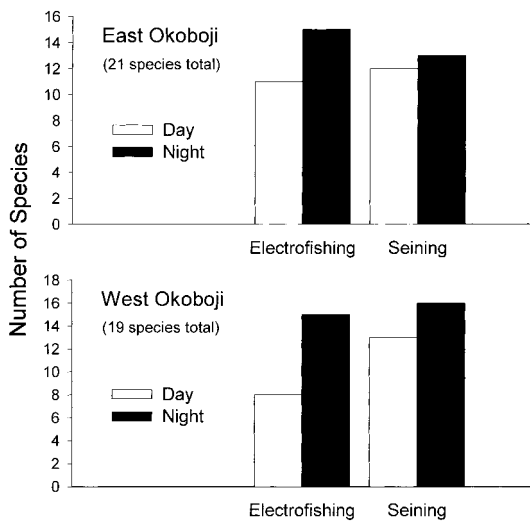 Number of Species
16
14
12
10
8
6
4
2
0
East Okoboji
(21 species total)
Day
Night
Electrofishing Seining
18
16
14
12
10
8
6
4
2
0
West Okoboji
(19 species total)
Day
Night
Electrofishing Seining